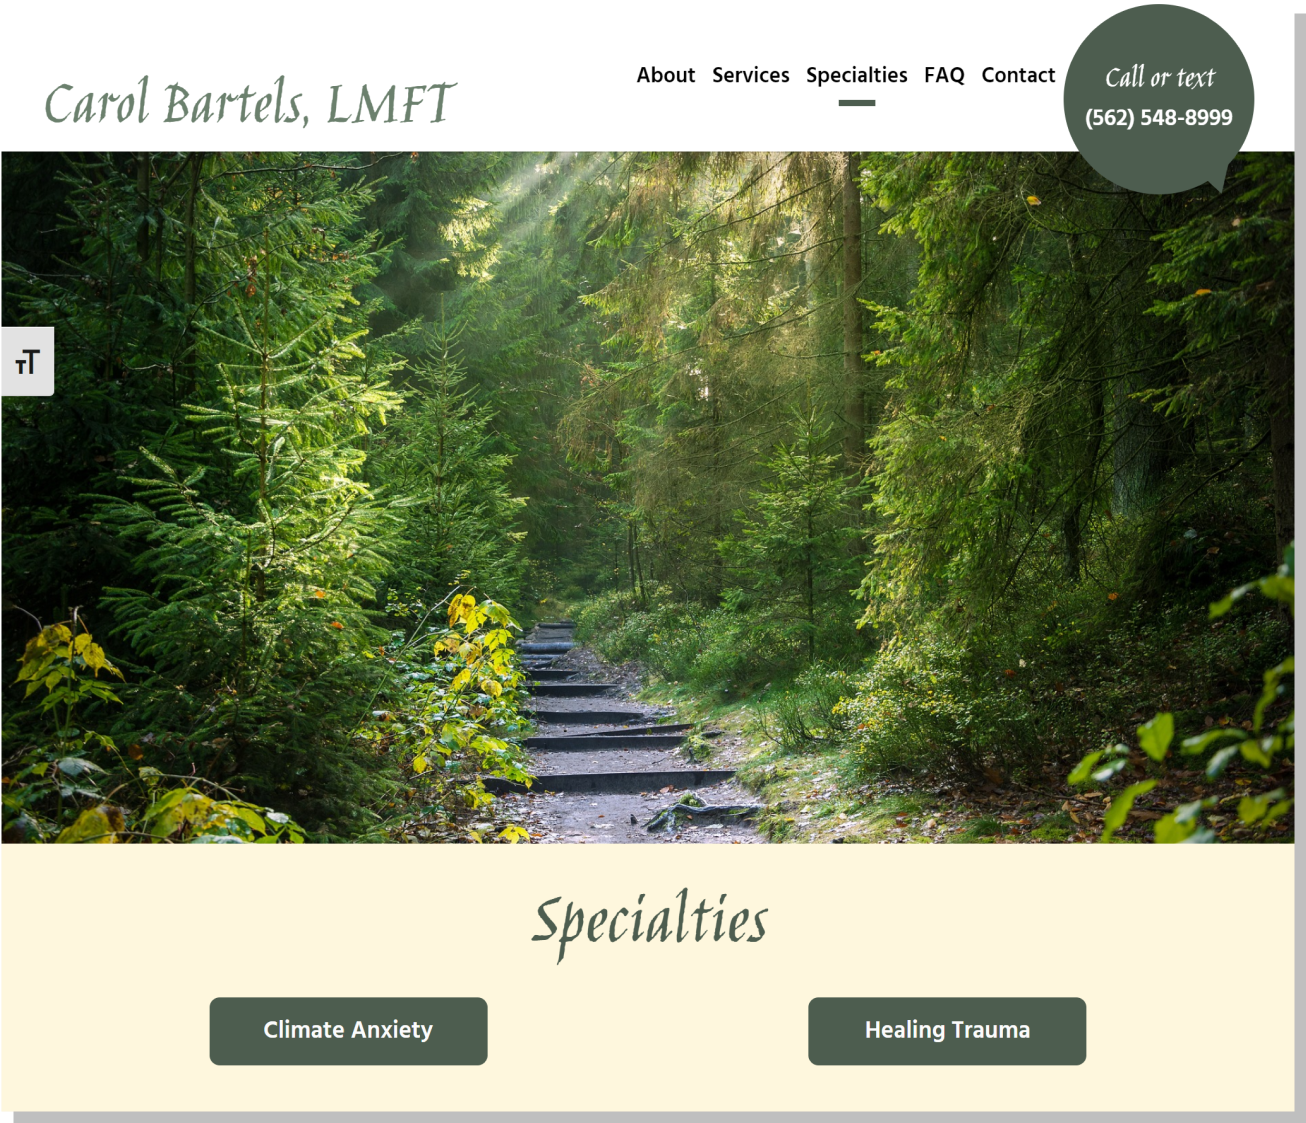 Carol Bartels, LMFT
About Services Specialties FAQ Contact
Call or text
(562) 548-8999
TT
Specialties
Climate Anxiety
Healing Trauma